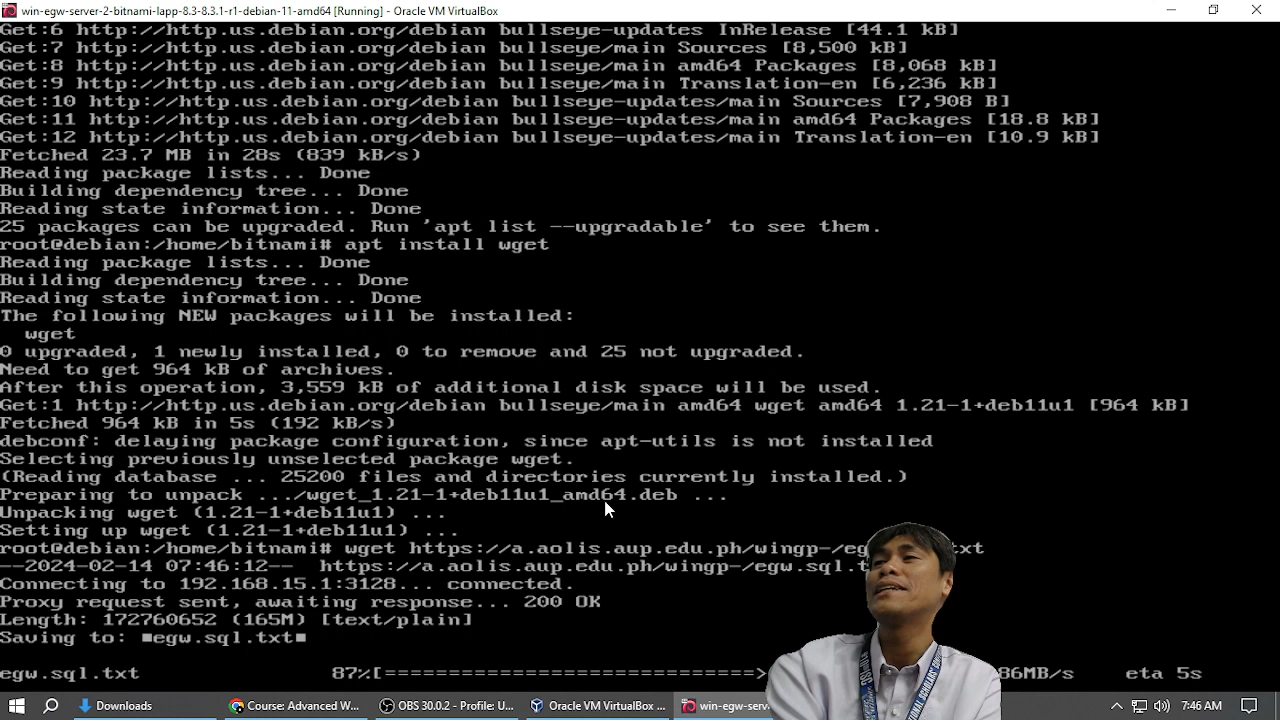 win-egw-server-2-bitnami-lapp-8.3-8.3.1-r1-debian-11-amd64 [Running] - Oracle VM VirtualBox
Get:6 http://http.us.debian.org/debian bullseye-updates InRelease [44.1 kB]
Get:7 http://http.us.debian.org/debian bullseye/main Sources [8,500 kB]
Get:8 http://http.us.debian.org/debian bullseye/main amd64 Packages [8,068 kB]
Get:9 http://http.us.debian.org/debian bullseye/main Translation-en [6,236 kB]
Get:10 http://http.us.debian.org/debian bullseye-updates/main Sources [7,908 B]
Get:11 http://http.us.debian.org/debian bullseye-updates/main amd64 Packages [18.8 kB]
Get:12 http://http.us.debian.org/debian bullseye-updates/main Translation-en [10.9 kB]
Fetched 23.7 MB in 28s (839 kB/s)
Reading package lists... Done
Building dependency tree... Done
Reading state information... Done
25 packages can be upgraded. Run 'apt list --upgradable' to see them.
root@debian:/home/bitnami# apt install wget
Reading package lists... Done
Building dependency tree... Done
Reading state information... Done
The following NEW packages will be installed:
wget
0 upgraded, 1 newly installed, 0 to remove and 25 not upgraded.
Need to get 964 kB of archives.
After this operation, 3,559 kB of additional disk space will be used.
Get:1 http://http.us.debian.org/debian bullseye/main amd64 wget amd64 1.21-1+deb11u1 [964 kB]
Fetched 964 kB in 5s (192 kB/s)
debconf: delaying package configuration, since apt-utils is not installed
Selecting previously unselected package wget.
(Reading database ... 25200 files and directories currently installed.)
Preparing to unpack .../wget_1.21-1+deb11u1_amd64.deb ...
Unpacking wget (1.21-1+deb11u1) ...
Setting up wget (1.21-1+deb11u1) ...
root@debian:/home/bitnami# wget https://a.aolis.aup.edu.ph/wingp-/eg txt
--2024-02-14 07:46:12-- https://a.aolis.aup.edu.ph/wingp-/egw.sql.t
Connecting to 192.168.15.1:3128... connected.
Proxy request sent, awaiting response... 200 OK
Length: 172760652 (165M) [text/plain]
Saving to: ■egw.sql.txt■
egw.sql.txt 87%[=============================> 86MB/s eta 5s
Downloads
Course: Advanced W...
OBS 30.0.2 - Profile: U...
Oracle VM VirtualBox ...
win-egw-serv
7:46 AM